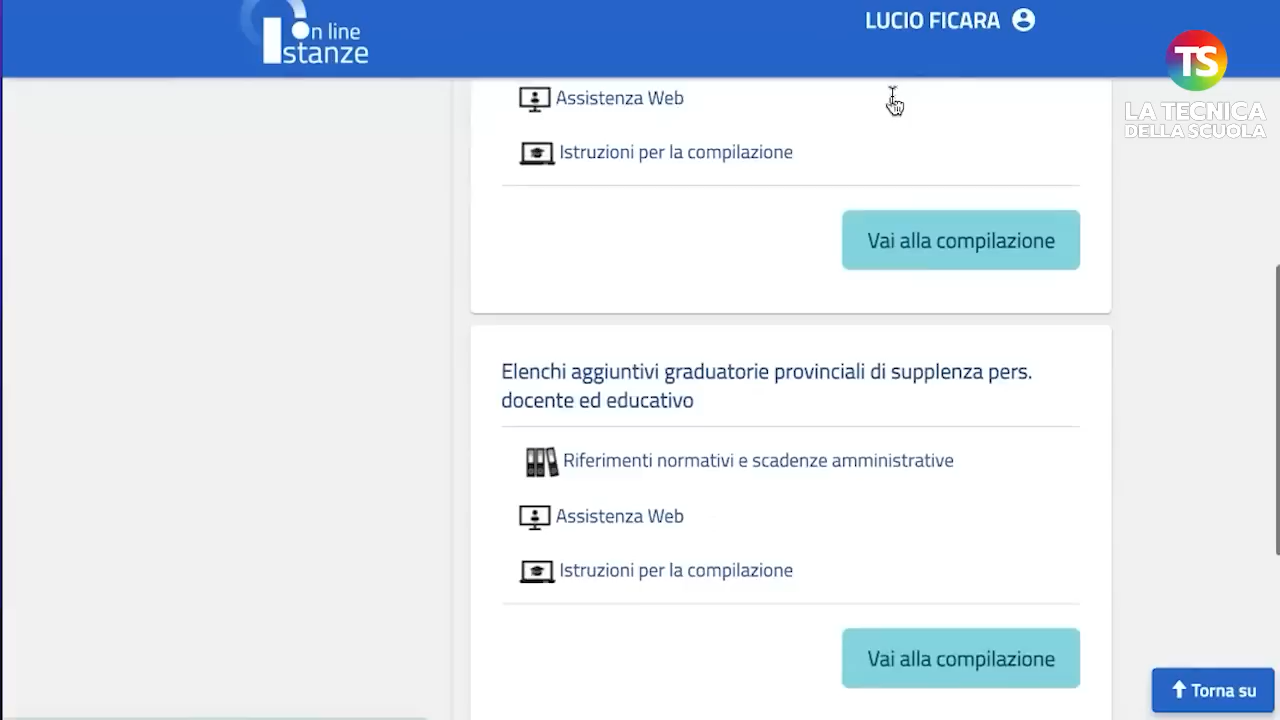 On line
Istanze
LUCIO FICARA
TS
LA TECNICA
DELLA SCUOLA
Assistenza Web
Istruzioni per la compilazione
Vai alla compilazione
Elenchi aggiuntivi graduatorie provinciali di supplenza pers.
docente ed educativo
Riferimenti normativi e scadenze amministrative
Assistenza Web
Istruzioni per la compilazione
Vai alla compilazione
Torna su